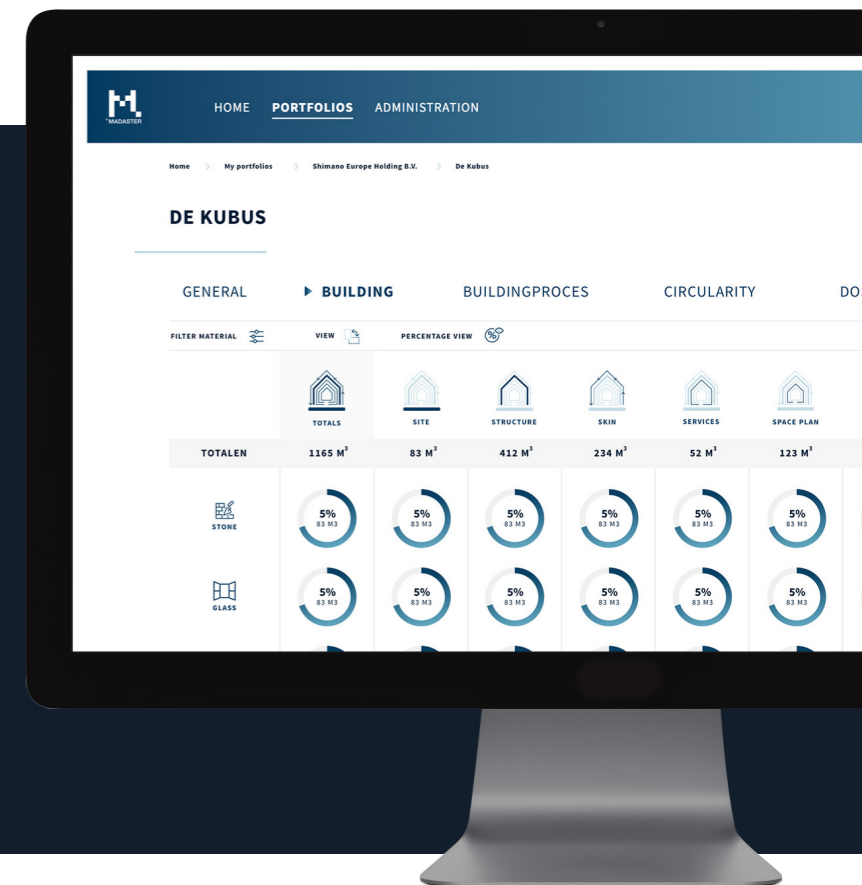 MADASTER
HOME PORTFOLIOS ADMINISTRATION
Home > My portfolios > Shimano Europe Holding B.V. > De Kubus
DE KUBUS
GENERAL BUILDING BUILDINGPROCES CIRCULARITY DOS
FILTER MATERIAL VIEW PERCENTAGE VIEW
TOTALS SITE STRUCTURE SKIN SERVICES SPACE PLAN
TOTALEN 1165 M³ 83 M³ 412 M³ 234 M³ 52 M³ 123 M³
STONE
5% 5% 5% 5% 5% 5%
83 M3 83 M3 83 M3 83 M3 83 M3 83 M3
GLASS
5% 5% 5% 5% 5% 5%
83 M3 83 M3 83 M3 83 M3 83 M3 83 M3